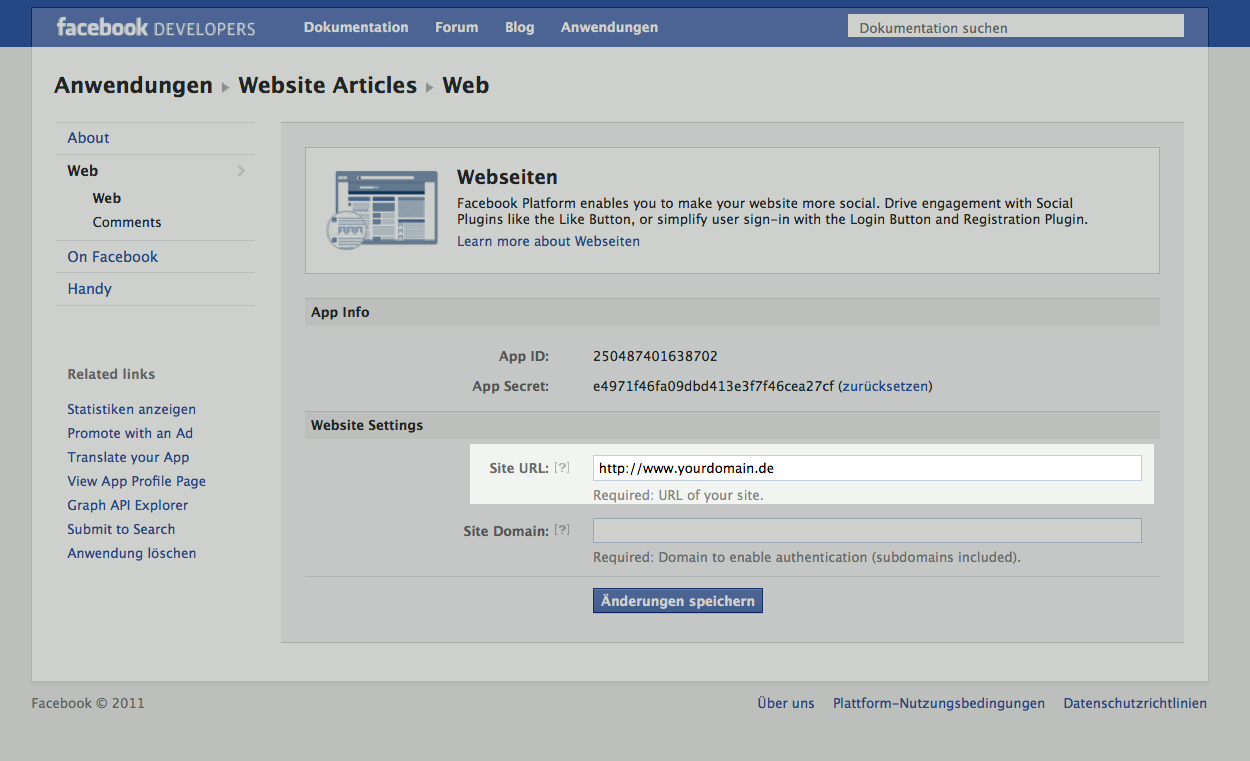 facebook DEVELOPERS Dokumentation Forum Blog Anwendungen Dokumentation suchen
Anwendungen Website Articles Web
About
Web
Web
Comments
On Facebook
Handy
Related links
Statistiken anzeigen
Promote with an Ad
Translate your App
View App Profile Page
Graph API Explorer
Submit to Search
Anwendung löschen
Webseiten
Facebook Platform enables you to make your website more social. Drive engagement with Social
Plugins like the Like Button, or simplify user sign-in with the Login Button and Registration Plugin.
Learn more about Webseiten
App Info
App ID: 250487401638702
App Secret: e4971f46fa09dbd413e3f7f46cea27cf (zurücksetzen)
Website Settings
Site URL: [?] http://www.yourdomain.de
Required: URL of your site.
Site Domain: [?]
Required: Domain to enable authentication (subdomains included).
Änderungen speichern
Facebook © 2011 Über uns Plattform-Nutzungsbedingungen Datenschutzrichtlinien